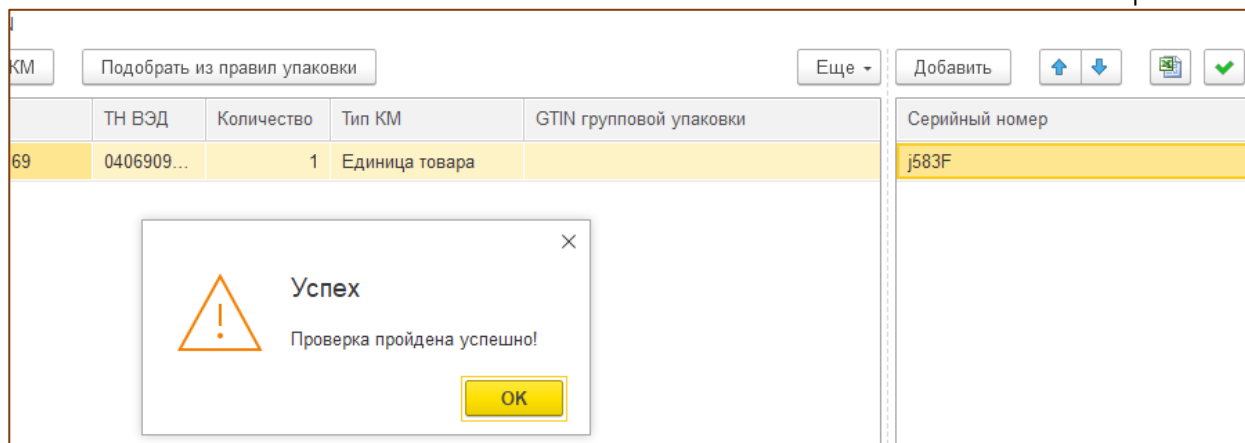 КМ Подобрать из правил упаковки Еще Добавить
ТН ВЭД Количество Тип КМ GTIN групповой упаковки Серийный номер
69 0406909... 1 Единица товара j583F
Успех
Проверка пройдена успешно!
OK